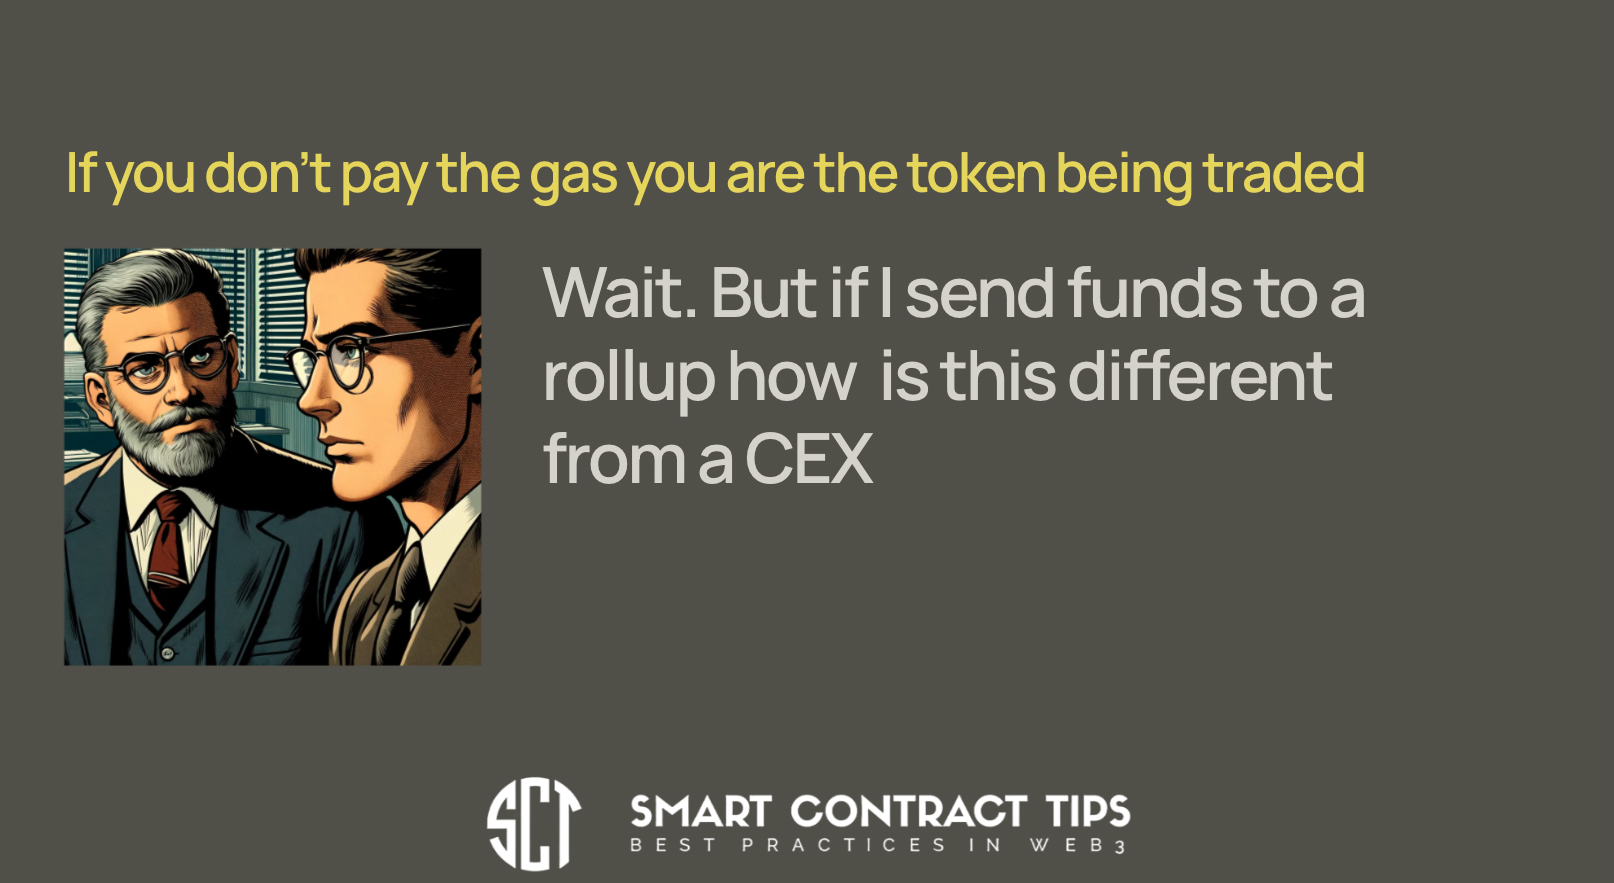 If you don’t pay the gas you are the token being traded
Wait. But if I send funds to a
rollup how  is this different
from a CEX
SCT
SMART CONTRACT TIPS
BEST PRACTICES IN WEB3